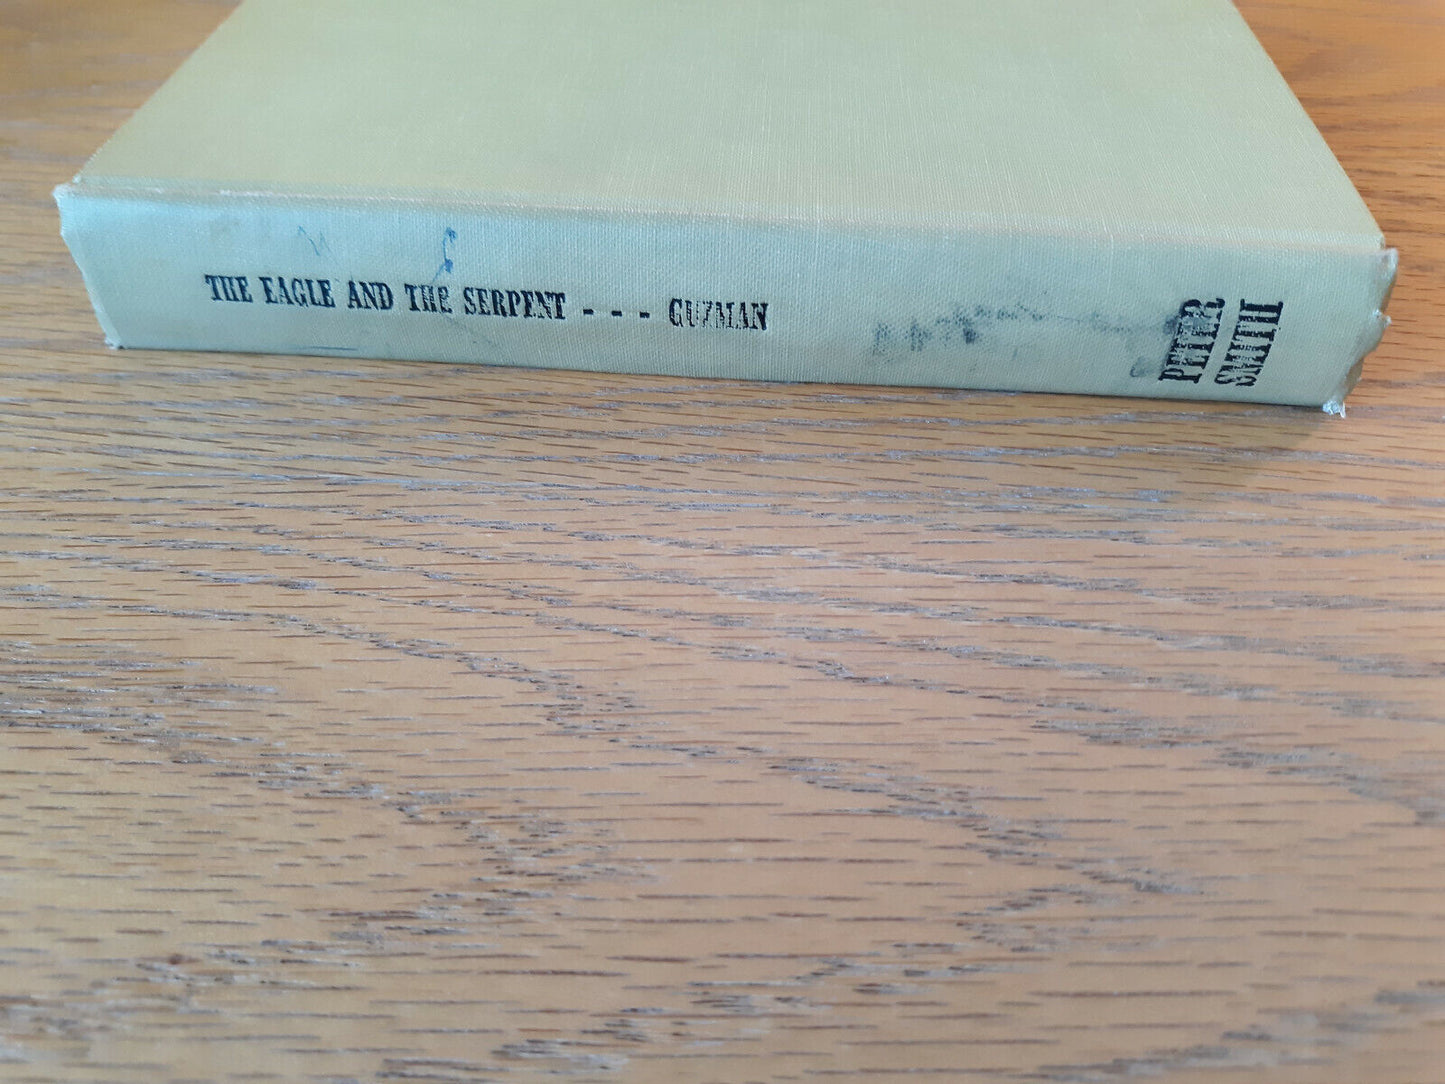 THE EAGLE AND THE SERPENT - - - GUZMAN
PETER
SMITH